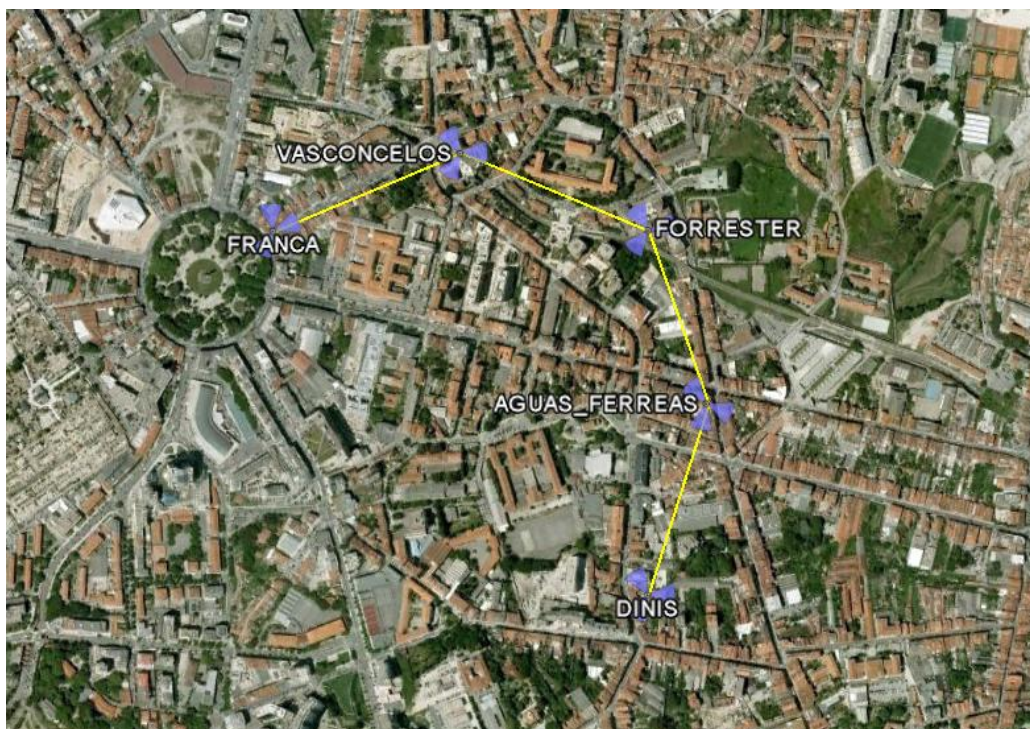 VASCONCELOS
FORRESTER
FRANCA
AGUAS_FERREAS
DINIS